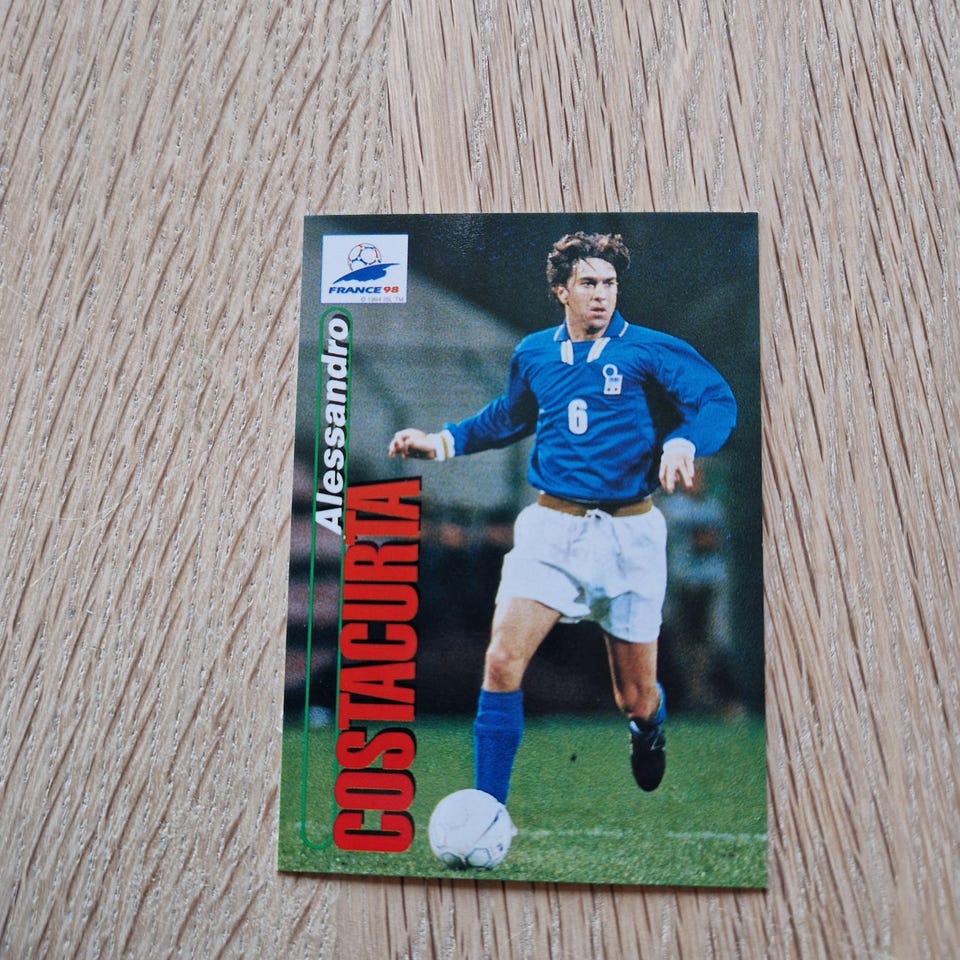 FRANCE 98
© 1994 ISL TM
Alessandro
COSTACURTA
6